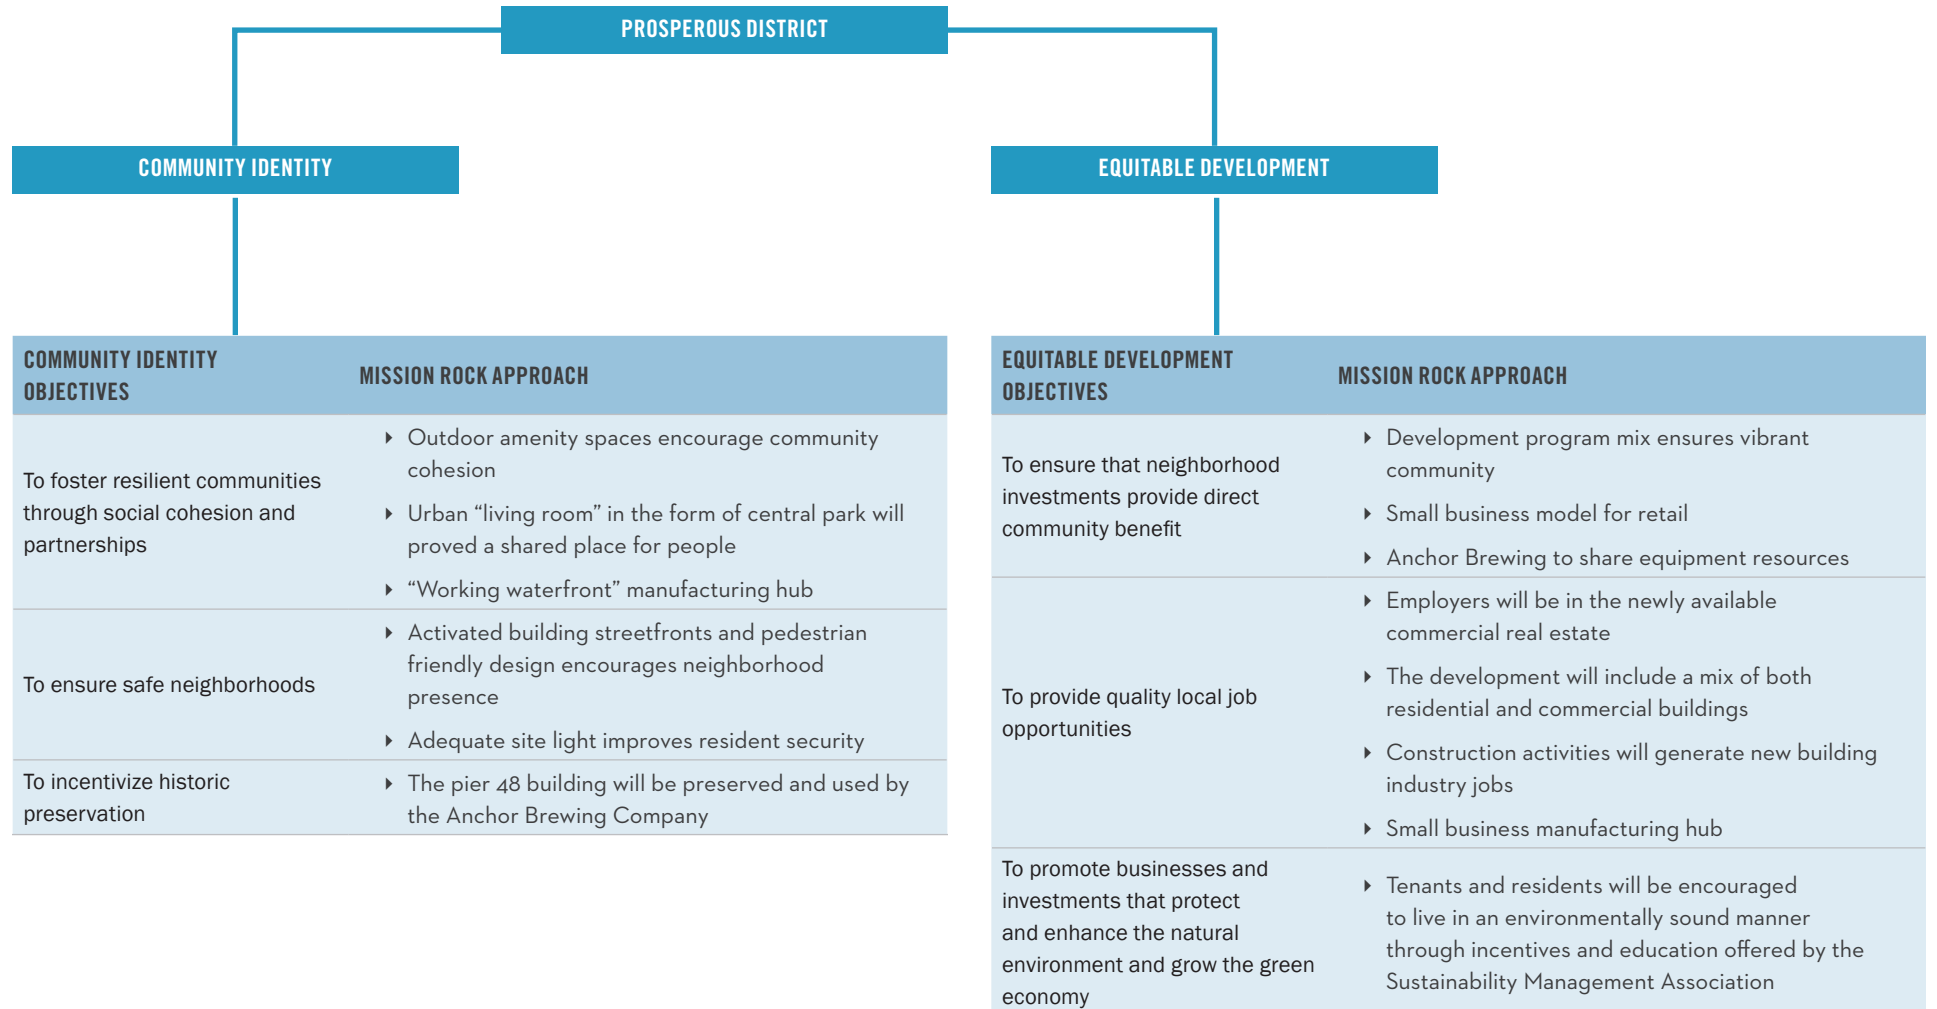 PROSPEROUS DISTRICT
COMMUNITY IDENTITY
EQUITABLE DEVELOPMENT
COMMUNITY IDENTITY
OBJECTIVES
MISSION ROCK APPROACH
To foster resilient communities
through social cohesion and
partnerships
‣ Outdoor amenity spaces encourage community
cohesion
‣ Urban “living room” in the form of central park will
proved a shared place for people
‣ “Working waterfront” manufacturing hub
To ensure safe neighborhoods
‣ Activated building streetfronts and pedestrian
friendly design encourages neighborhood
presence
‣ Adequate site light improves resident security
To incentivize historic
preservation
‣ The pier 48 building will be preserved and used by
the Anchor Brewing Company
EQUITABLE DEVELOPMENT
OBJECTIVES
MISSION ROCK APPROACH
To ensure that neighborhood
investments provide direct
community benefit
‣ Development program mix ensures vibrant
community
‣ Small business model for retail
‣ Anchor Brewing to share equipment resources
To provide quality local job
opportunities
‣ Employers will be in the newly available
commercial real estate
‣ The development will include a mix of both
residential and commercial buildings
‣ Construction activities will generate new building
industry jobs
‣ Small business manufacturing hub
To promote businesses and
investments that protect
and enhance the natural
environment and grow the green
economy
‣ Tenants and residents will be encouraged
to live in an environmentally sound manner
through incentives and education offered by the
Sustainability Management Association